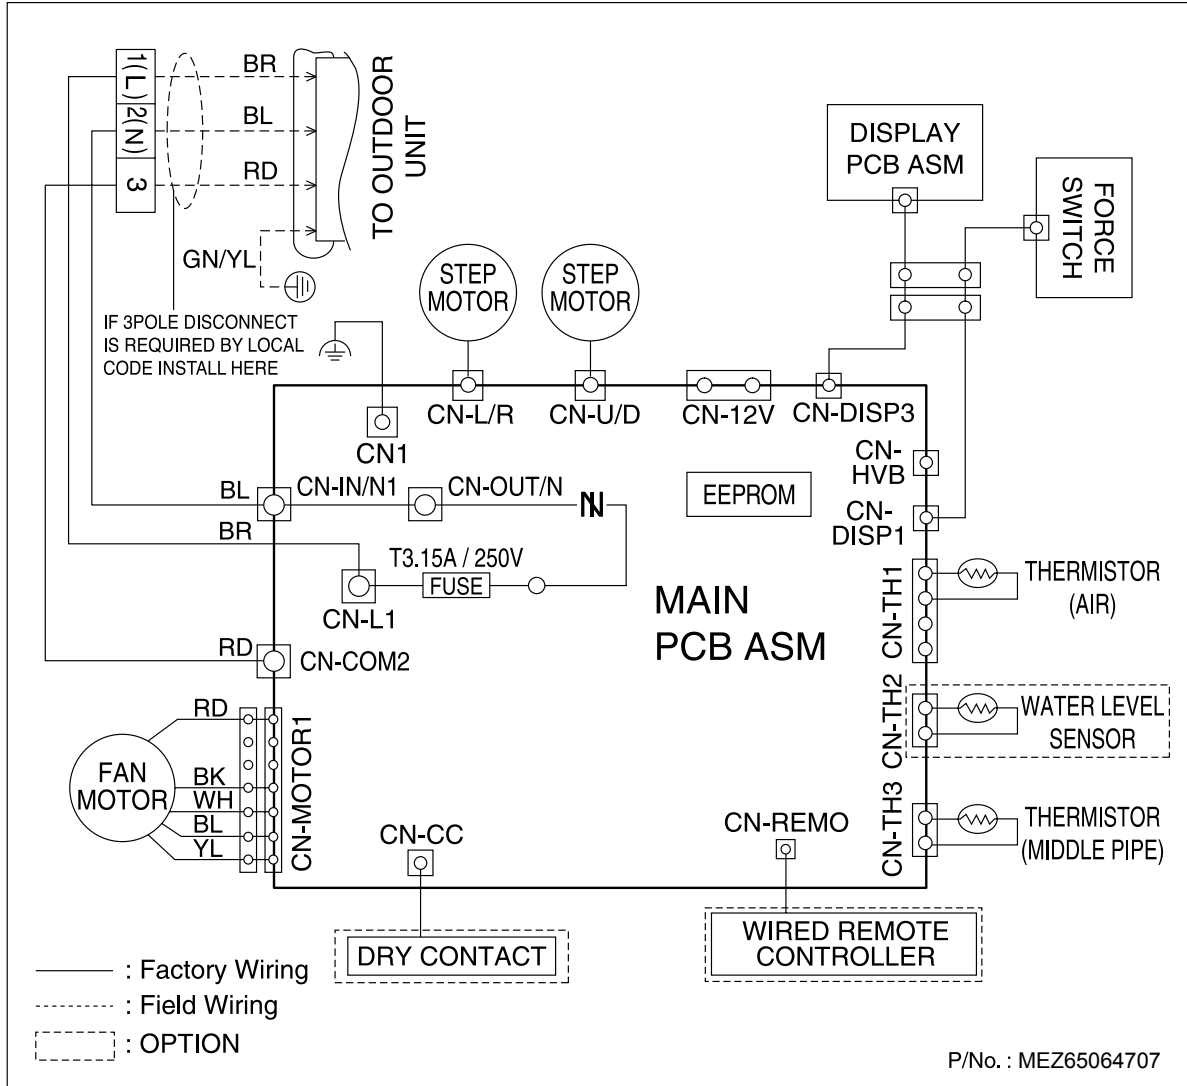 1(L)
2(N)
3
BR
BL
RD
GN/YL
TO OUTDOOR
UNIT
IF 3POLE DISCONNECT
IS REQUIRED BY LOCAL
CODE INSTALL HERE
STEP
MOTOR
STEP
MOTOR
DISPLAY
PCB ASM
FORCE
SWITCH
CN-L/R
CN-U/D
CN-12V
CN-DISP3
CN1
CN-
HVB
BL
CN-IN/N1
CN-OUT/N
EEPROM
CN-
DISP1
BR
T3.15A / 250V
FUSE
CN-L1
MAIN
PCB ASM
CN-TH1
THERMISTOR
(AIR)
RD
CN-COM2
CN-TH2
WATER LEVEL
SENSOR
FAN
MOTOR
RD
BK
WH
BL
YL
CN-MOTOR1
CN-CC
CN-REMO
CN-TH3
THERMISTOR
(MIDDLE PIPE)
DRY CONTACT
WIRED REMOTE
CONTROLLER
: Factory Wiring
: Field Wiring
: OPTION
P/No. : MEZ65064707